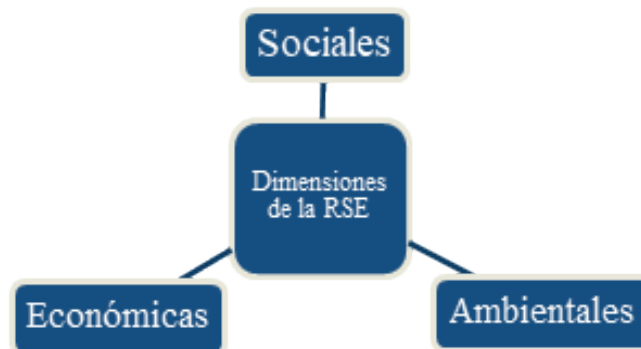 Sociales
Dimensiones
de la RSE
Económicas
Ambientales